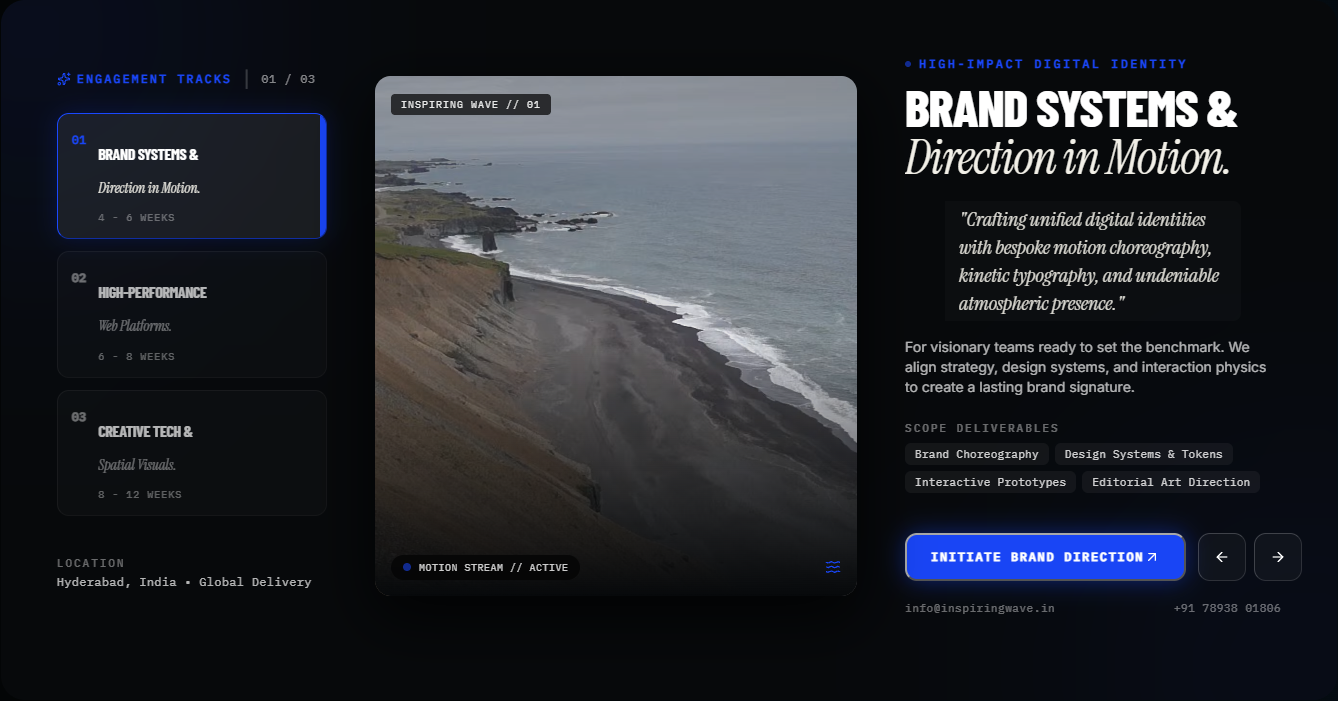 ENGAGEMENT TRACKS
01 / 03
01
BRAND SYSTEMS &
Direction in Motion.
4 - 6 WEEKS
02
HIGH-PERFORMANCE
Web Platforms.
6 - 8 WEEKS
03
CREATIVE TECH &
Spatial Visuals.
8 - 12 WEEKS
LOCATION
Hyderabad, India • Global Delivery
INSPIRING WAVE // 01
MOTION STREAM // ACTIVE
HIGH-IMPACT DIGITAL IDENTITY
BRAND SYSTEMS &
Direction in Motion.
"Crafting unified digital identities
with bespoke motion choreography,
kinetic typography, and undeniable
atmospheric presence."
For visionary teams ready to set the benchmark. We
align strategy, design systems, and interaction physics
to create a lasting brand signature.
SCOPE DELIVERABLES
Brand Choreography
Design Systems & Tokens
Interactive Prototypes
Editorial Art Direction
INITIATE BRAND DIRECTION
info@inspiringwave.in
+91 78938 01806